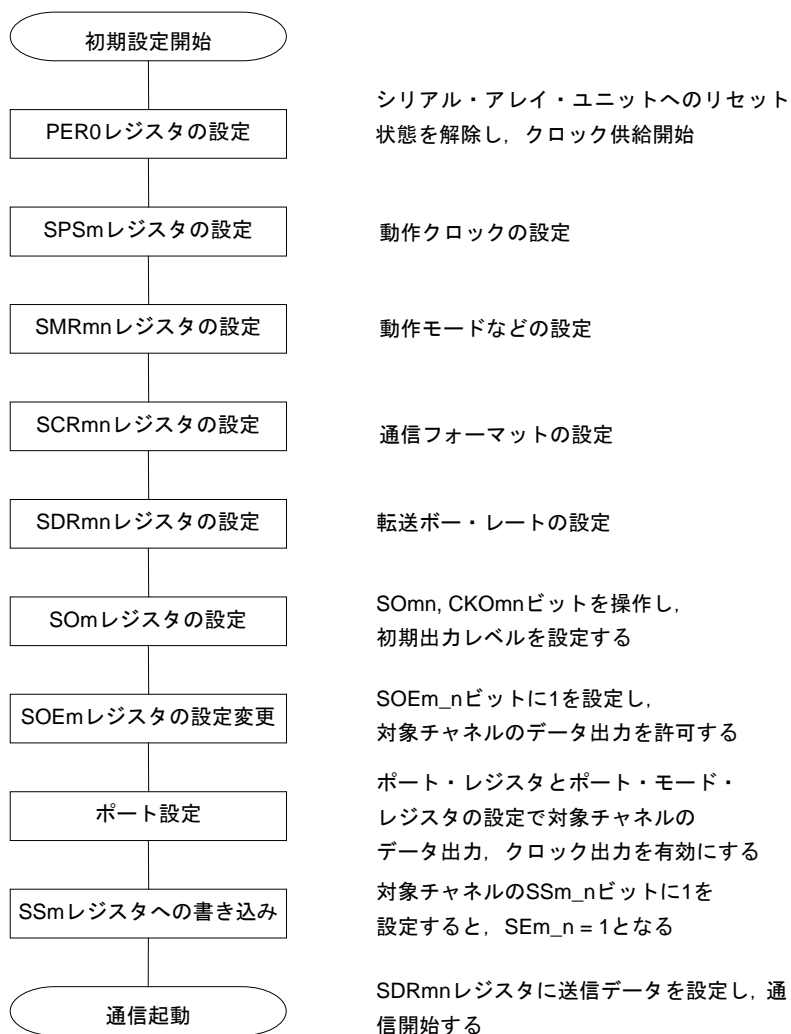 初期設定開始
シリアル・アレイ・ユニットへのリセット
状態を解除し，クロック供給開始
PER0レジスタの設定
SPSmレジスタの設定
動作クロックの設定
SMRmnレジスタの設定
動作モードなどの設定
SCRmnレジスタの設定
通信フォーマットの設定
SDRmnレジスタの設定
転送ボー・レートの設定
SOmレジスタの設定
SOmn, CKOmnビットを操作し，
初期出力レベルを設定する
SOEmレジスタの設定変更
SOEm_nビットに1を設定し，
対象チャネルのデータ出力を許可する
ポート設定
ポート・レジスタとポート・モード・
レジスタの設定で対象チャネルの
データ出力，クロック出力を有効にする
SSmレジスタへの書き込み
対象チャネルのSSm_nビットに1を
設定すると，SEm_n = 1となる
通信起動
SDRmnレジスタに送信データを設定し，通
信開始する